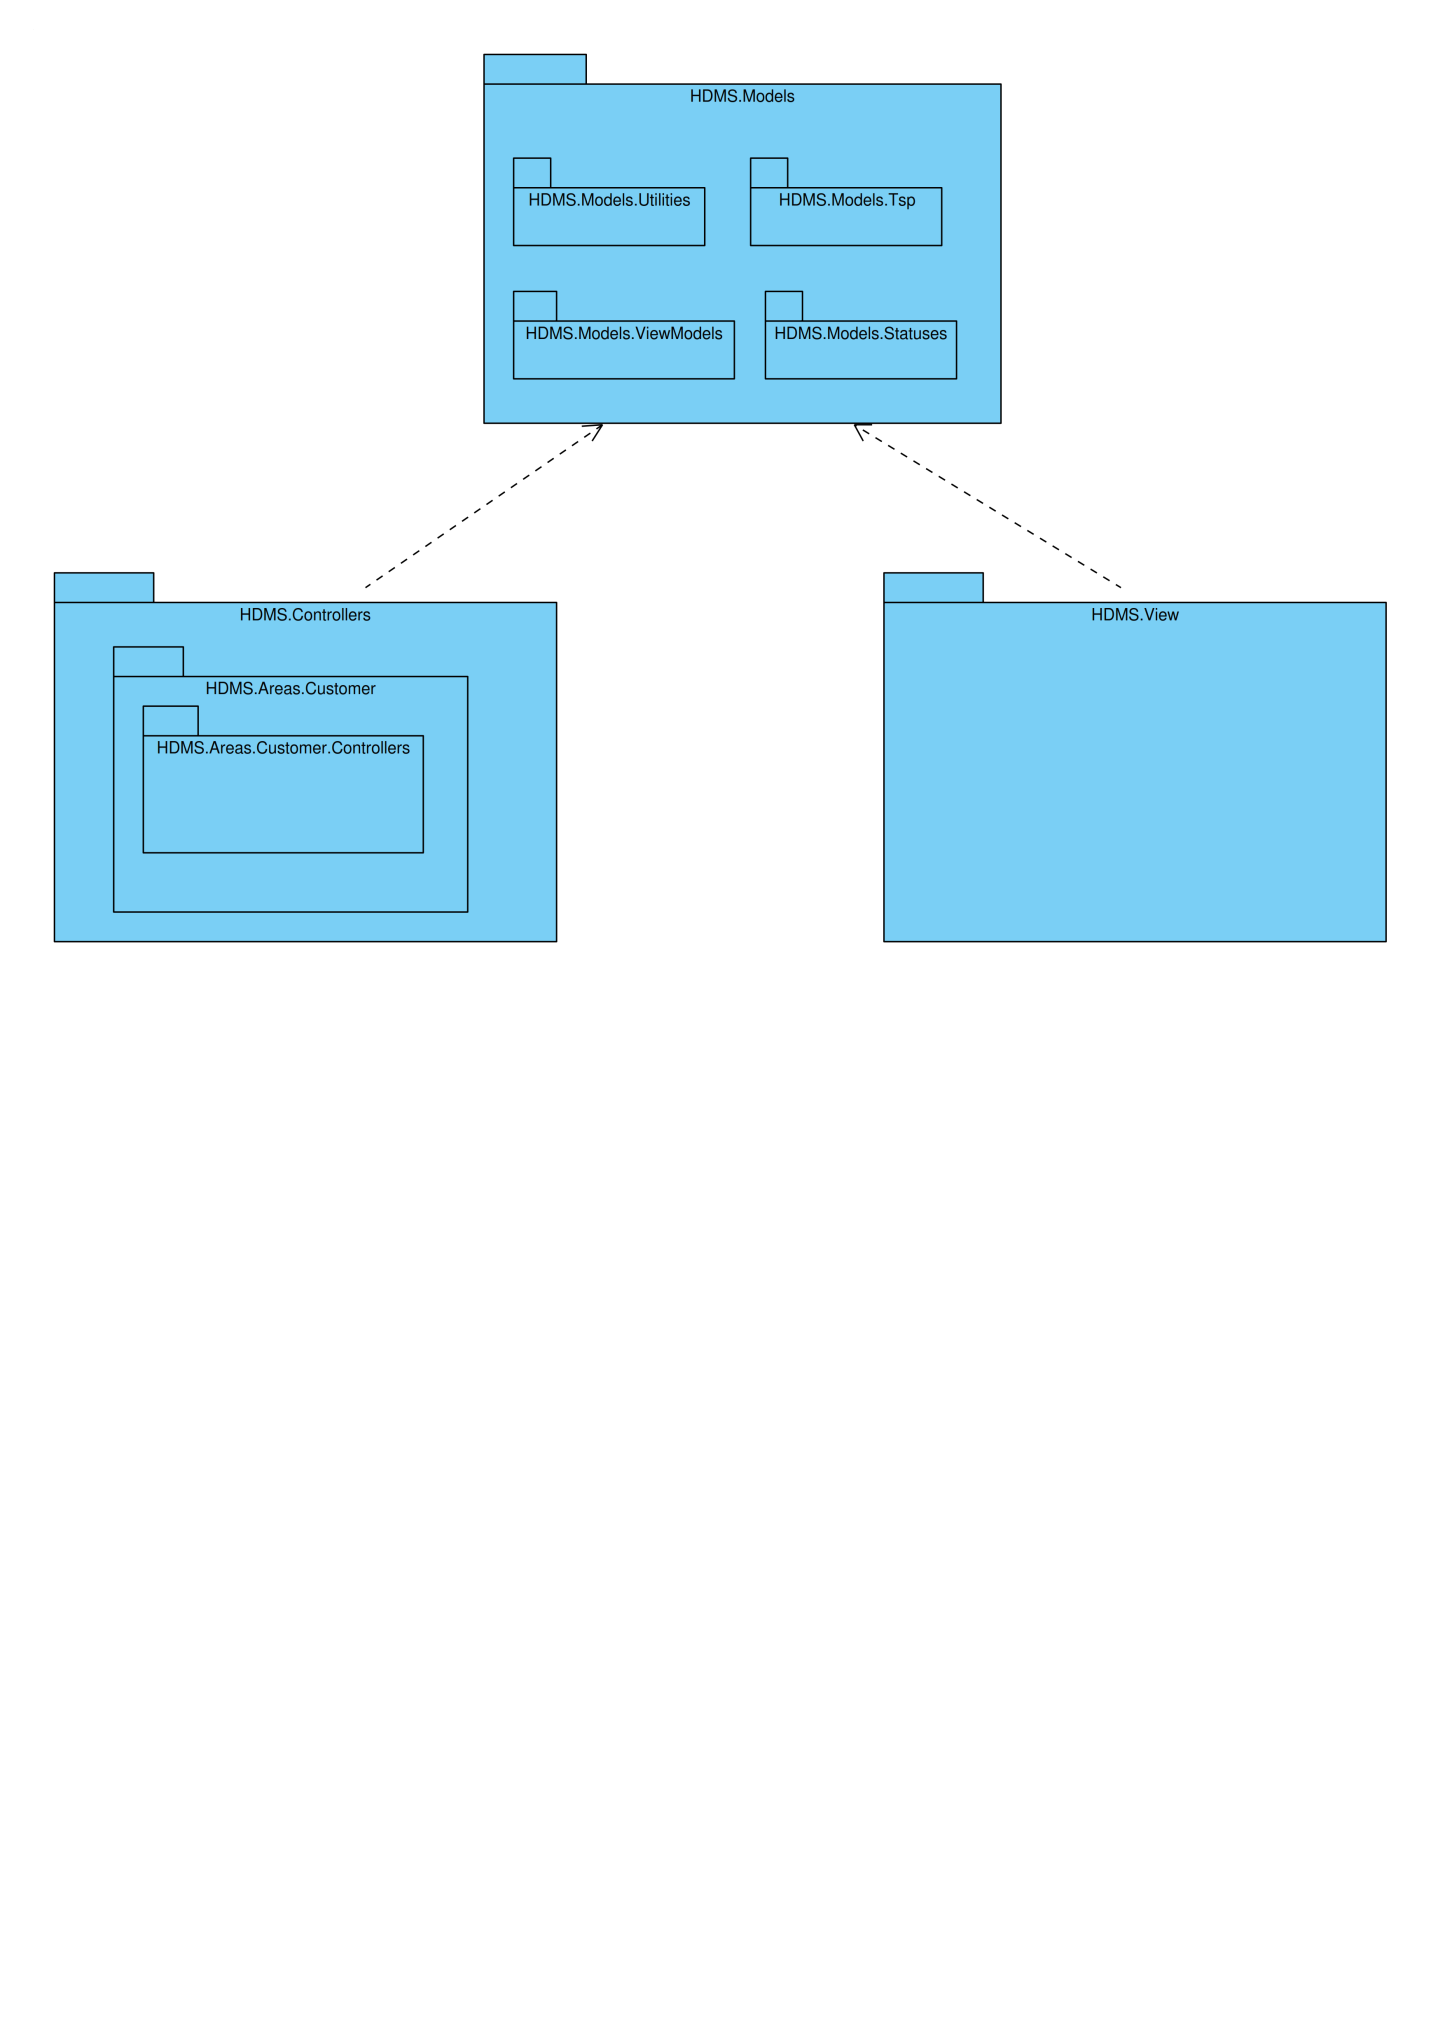 HDMS.Models
HDMS.Models.Utilities
HDMS.Models.Tsp
HDMS.Models.ViewModels
HDMS.Models.Statuses
HDMS.Controllers
HDMS.Areas.Customer
HDMS.Areas.Customer.Controllers
HDMS.View